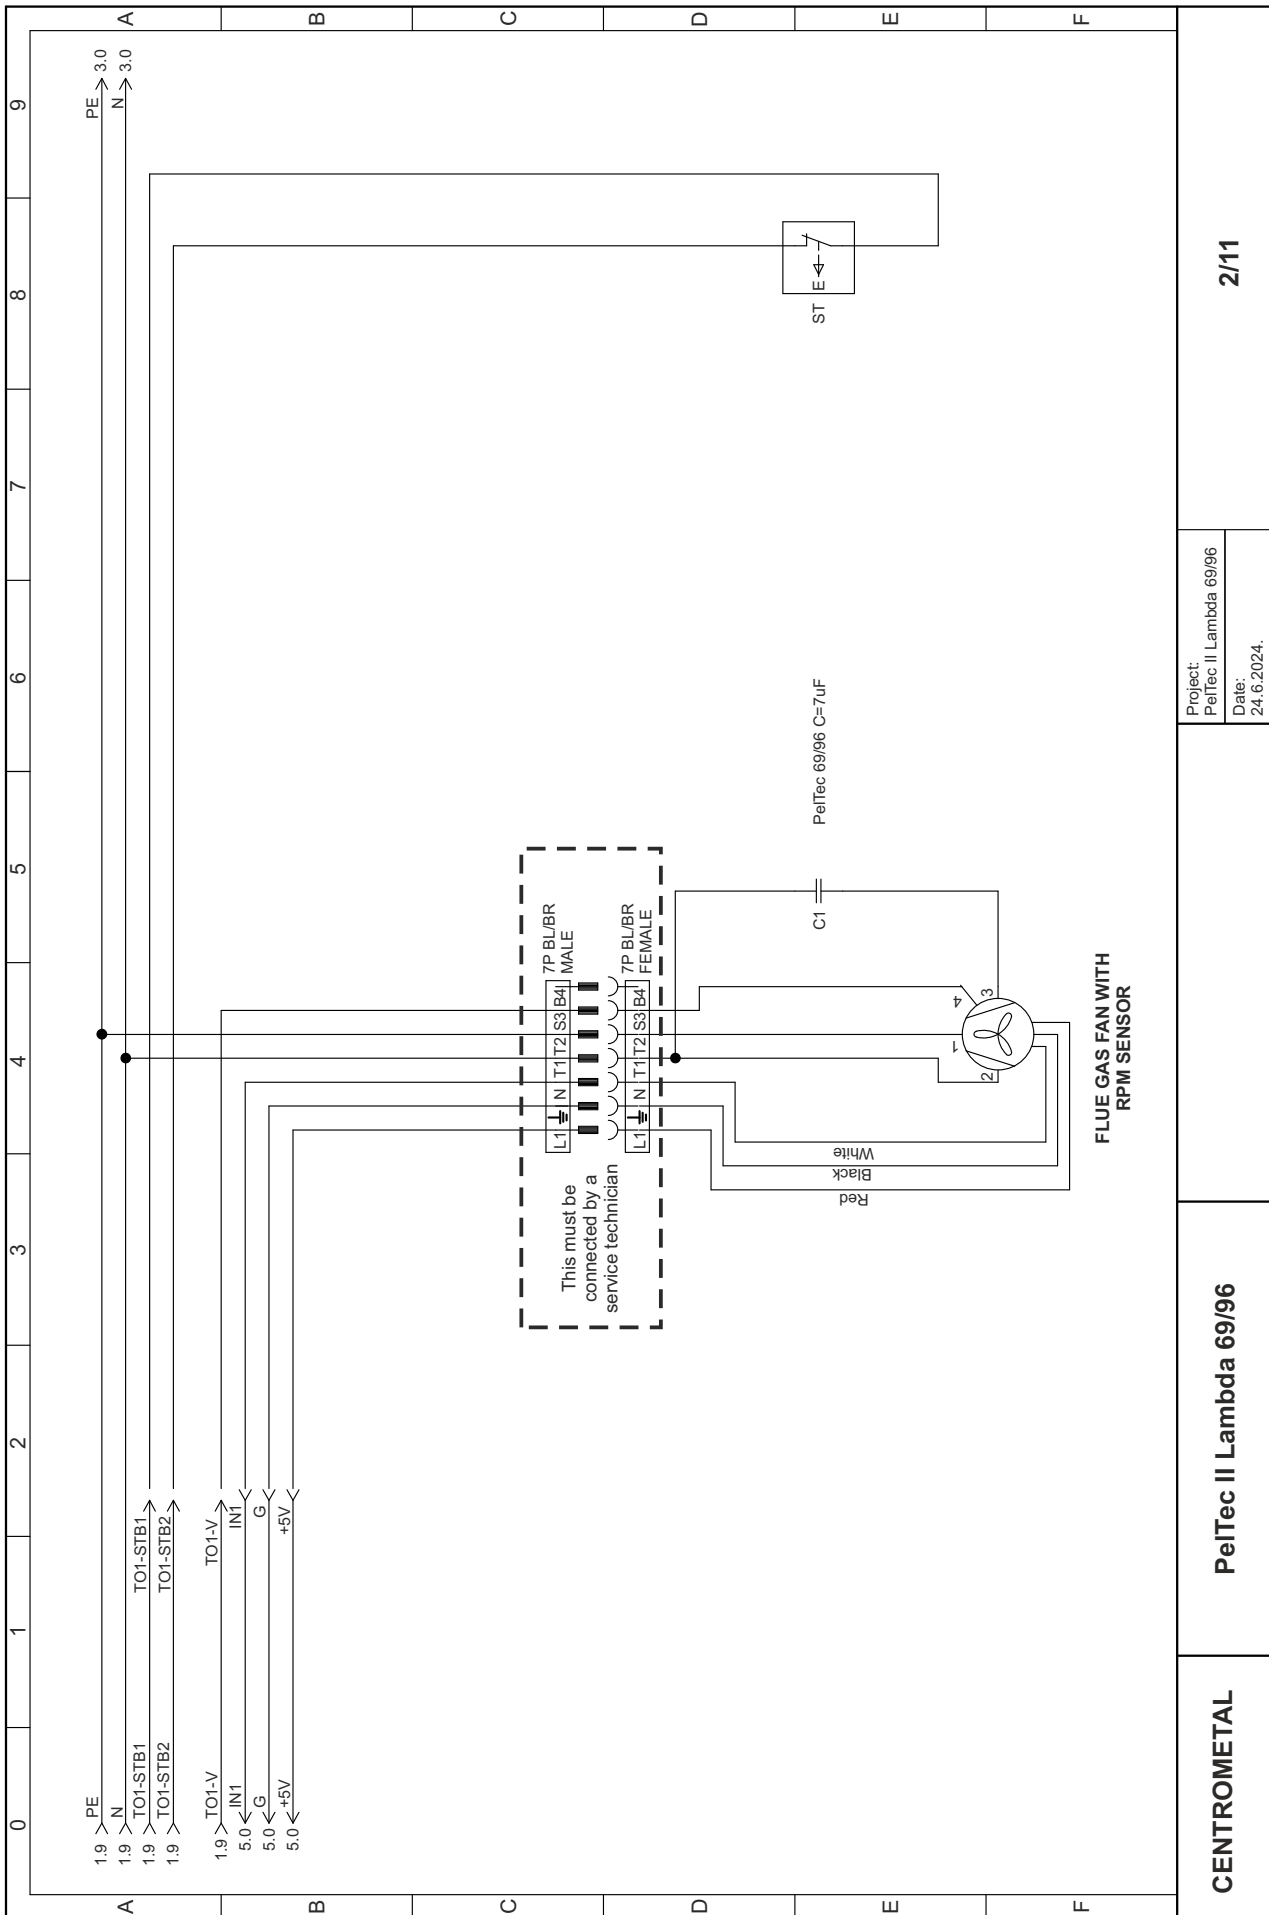 0 1 2 3 4 5 6 7 8 9
A A
B B
C C
D D
E E
F F
1.9 PE PE 3.0
1.9 N N 3.0
1.9 TO1-STB1 TO1-STB1
1.9 TO1-STB2 TO1-STB2
1.9 TO1-V TO1-V
5.0 IN1 IN1
5.0 G G
5.0 +5V +5V
This must be
connected by a
service technician
L1 N T1 T2 S3 B4
7P BL/BR
MALE
L1 N T1 T2 S3 B4
7P BL/BR
FEMALE
Red
Black
White
C1
PelTec 69/96 C=7uF
1
2
3
4
FLUE GAS FAN WITH
RPM SENSOR
ST E
CENTROMETAL
PelTec II Lambda 69/96
Project:
PelTec II Lambda 69/96
Date:
24.6.2024.
2/11